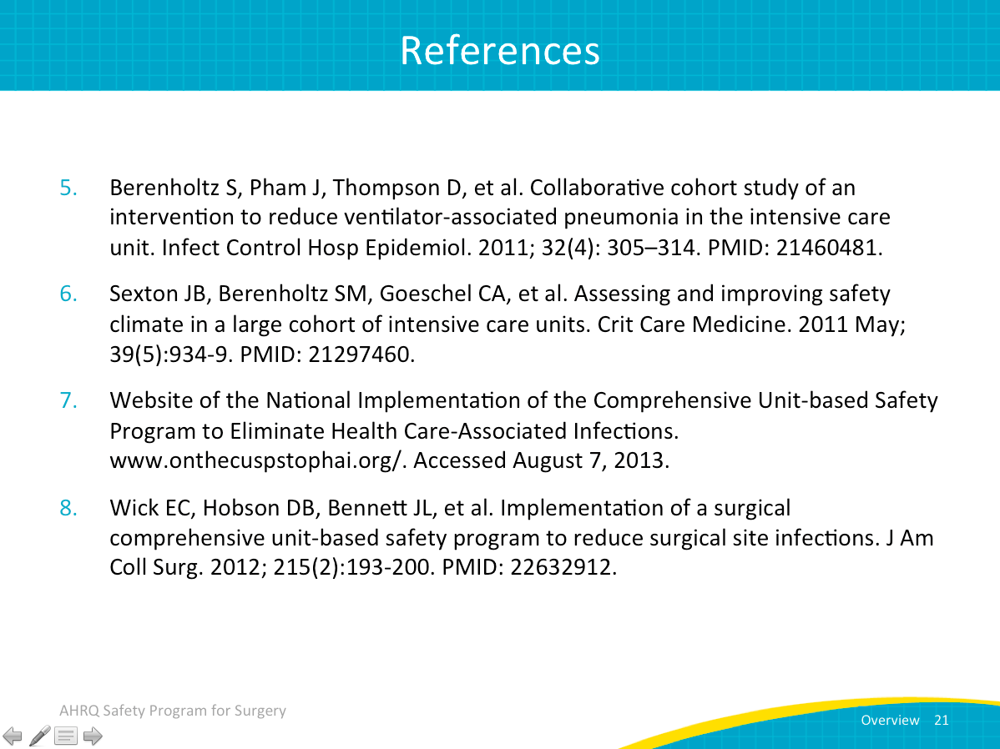 References
5. Berenholtz S, Pham J, Thompson D, et al. Collaborative cohort study of an
intervention to reduce ventilator-associated pneumonia in the intensive care
unit. Infect Control Hosp Epidemiol. 2011; 32(4): 305–314. PMID: 21460481.
6. Sexton JB, Berenholtz SM, Goeschel CA, et al. Assessing and improving safety
climate in a large cohort of intensive care units. Crit Care Medicine. 2011 May;
39(5):934-9. PMID: 21297460.
7. Website of the National Implementation of the Comprehensive Unit-based Safety
Program to Eliminate Health Care-Associated Infections.
www.onthecuspstophai.org/. Accessed August 7, 2013.
8. Wick EC, Hobson DB, Bennett JL, et al. Implementation of a surgical
comprehensive unit-based safety program to reduce surgical site infections. J Am
Coll Surg. 2012; 215(2):193-200. PMID: 22632912.
AHRQ Safety Program for Surgery
Overview 21